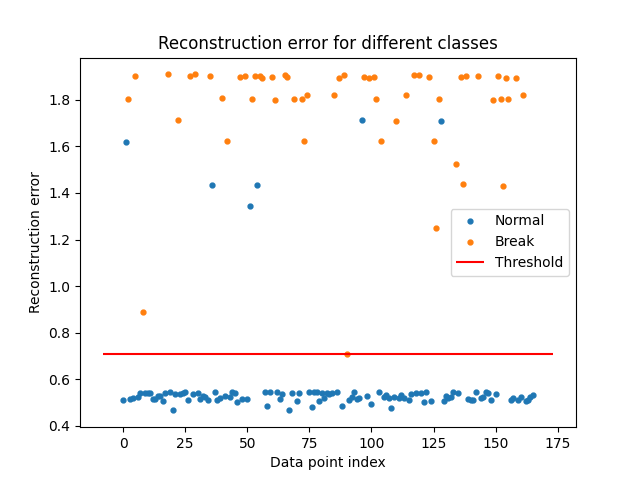 Reconstruction error for different classes
Reconstruction error
1.8
1.6
1.4
1.2
1.0
0.8
0.6
0.4
Normal
Break
Threshold
0 25 50 75 100 125 150 175
Data point index